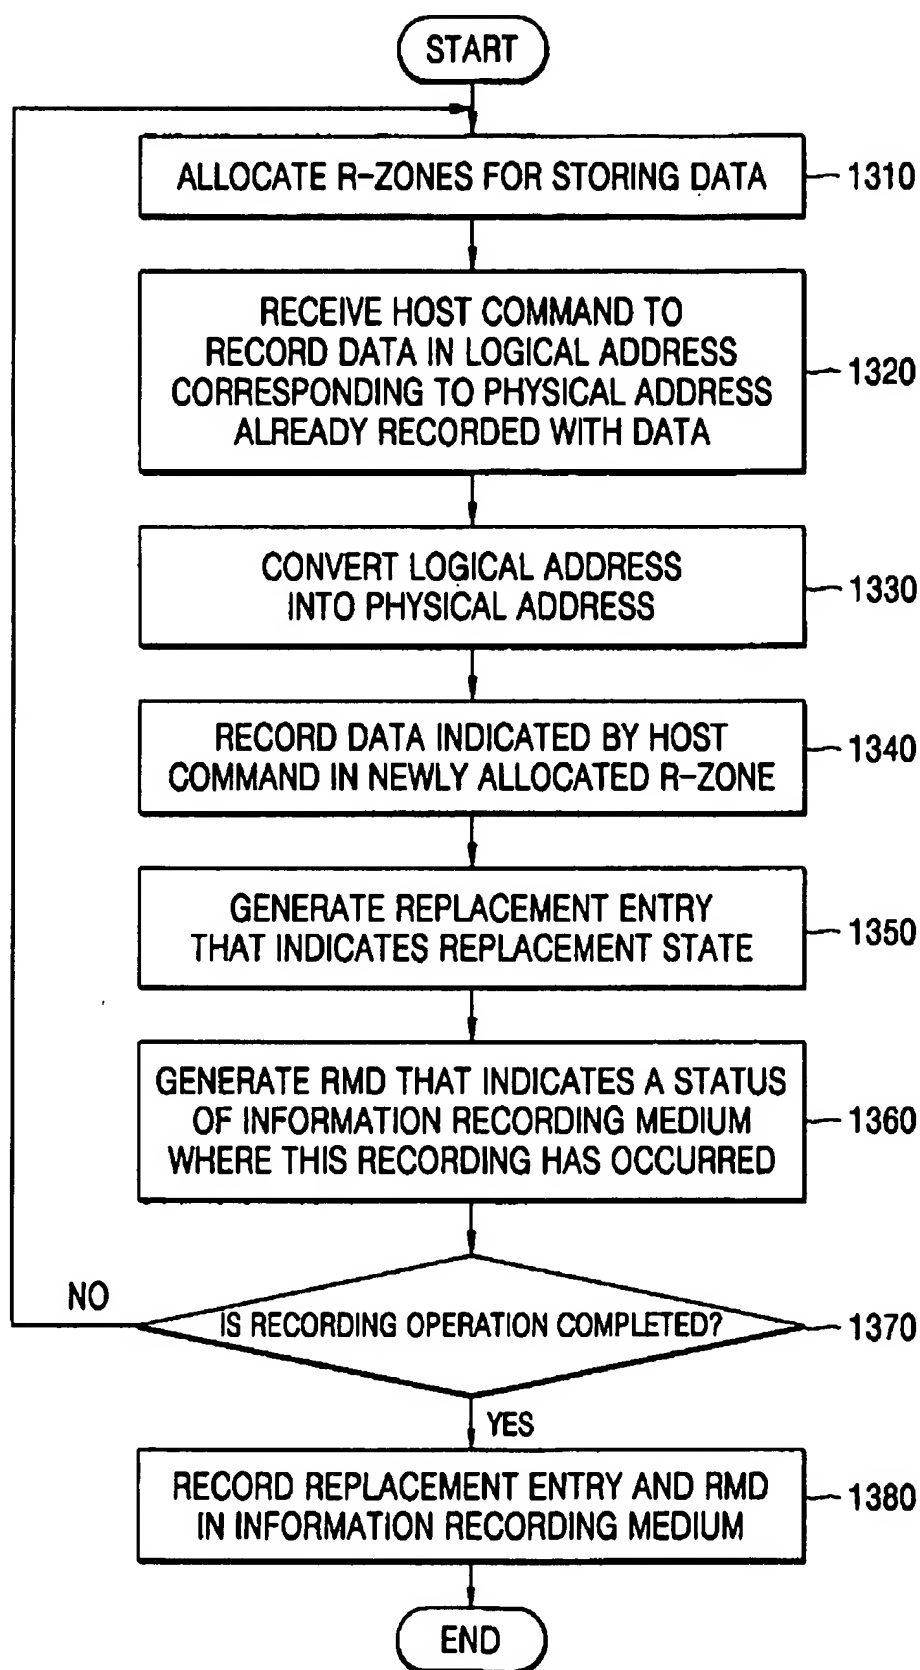 START
ALLOCATE R-ZONES FOR STORING DATA
1310
RECEIVE HOST COMMAND TO
RECORD DATA IN LOGICAL ADDRESS
CORRESPONDING TO PHYSICAL ADDRESS
ALREADY RECORDED WITH DATA
1320
CONVERT LOGICAL ADDRESS
INTO PHYSICAL ADDRESS
1330
RECORD DATA INDICATED BY HOST
COMMAND IN NEWLY ALLOCATED R-ZONE
1340
GENERATE REPLACEMENT ENTRY
THAT INDICATES REPLACEMENT STATE
1350
GENERATE RMD THAT INDICATES A STATUS
OF INFORMATION RECORDING MEDIUM
WHERE THIS RECORDING HAS OCCURRED
1360
NO
IS RECORDING OPERATION COMPLETED?
1370
YES
RECORD REPLACEMENT ENTRY AND RMD
IN INFORMATION RECORDING MEDIUM
1380
END